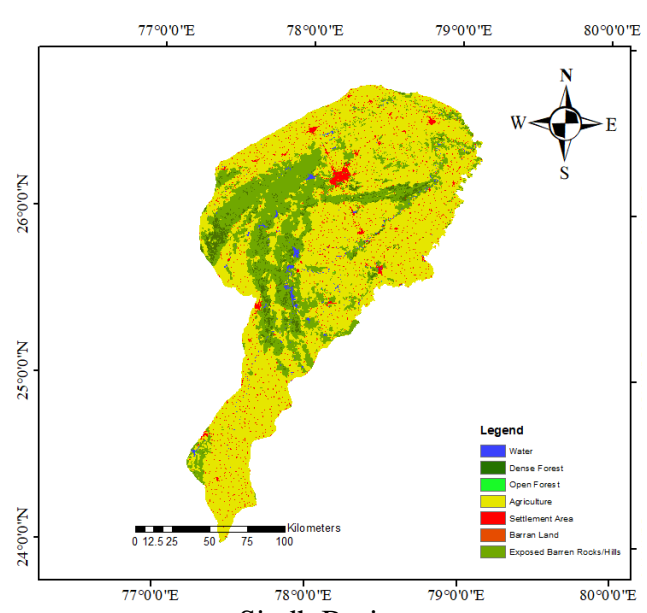 77°0'0"E 78°0'0"E 79°0'0"E 80°0'0"E
N
W E
S
26°0'0"N
25°0'0"N
24°0'0"N
Legend
Water
Dense Forest
Open Forest
Agriculture
Settlement Area
Barran Land
Exposed Barren Rocks/Hills
Kilometers
0 12.5 25 50 75 100
77°0'0"E 78°0'0"E 79°0'0"E 80°0'0"E